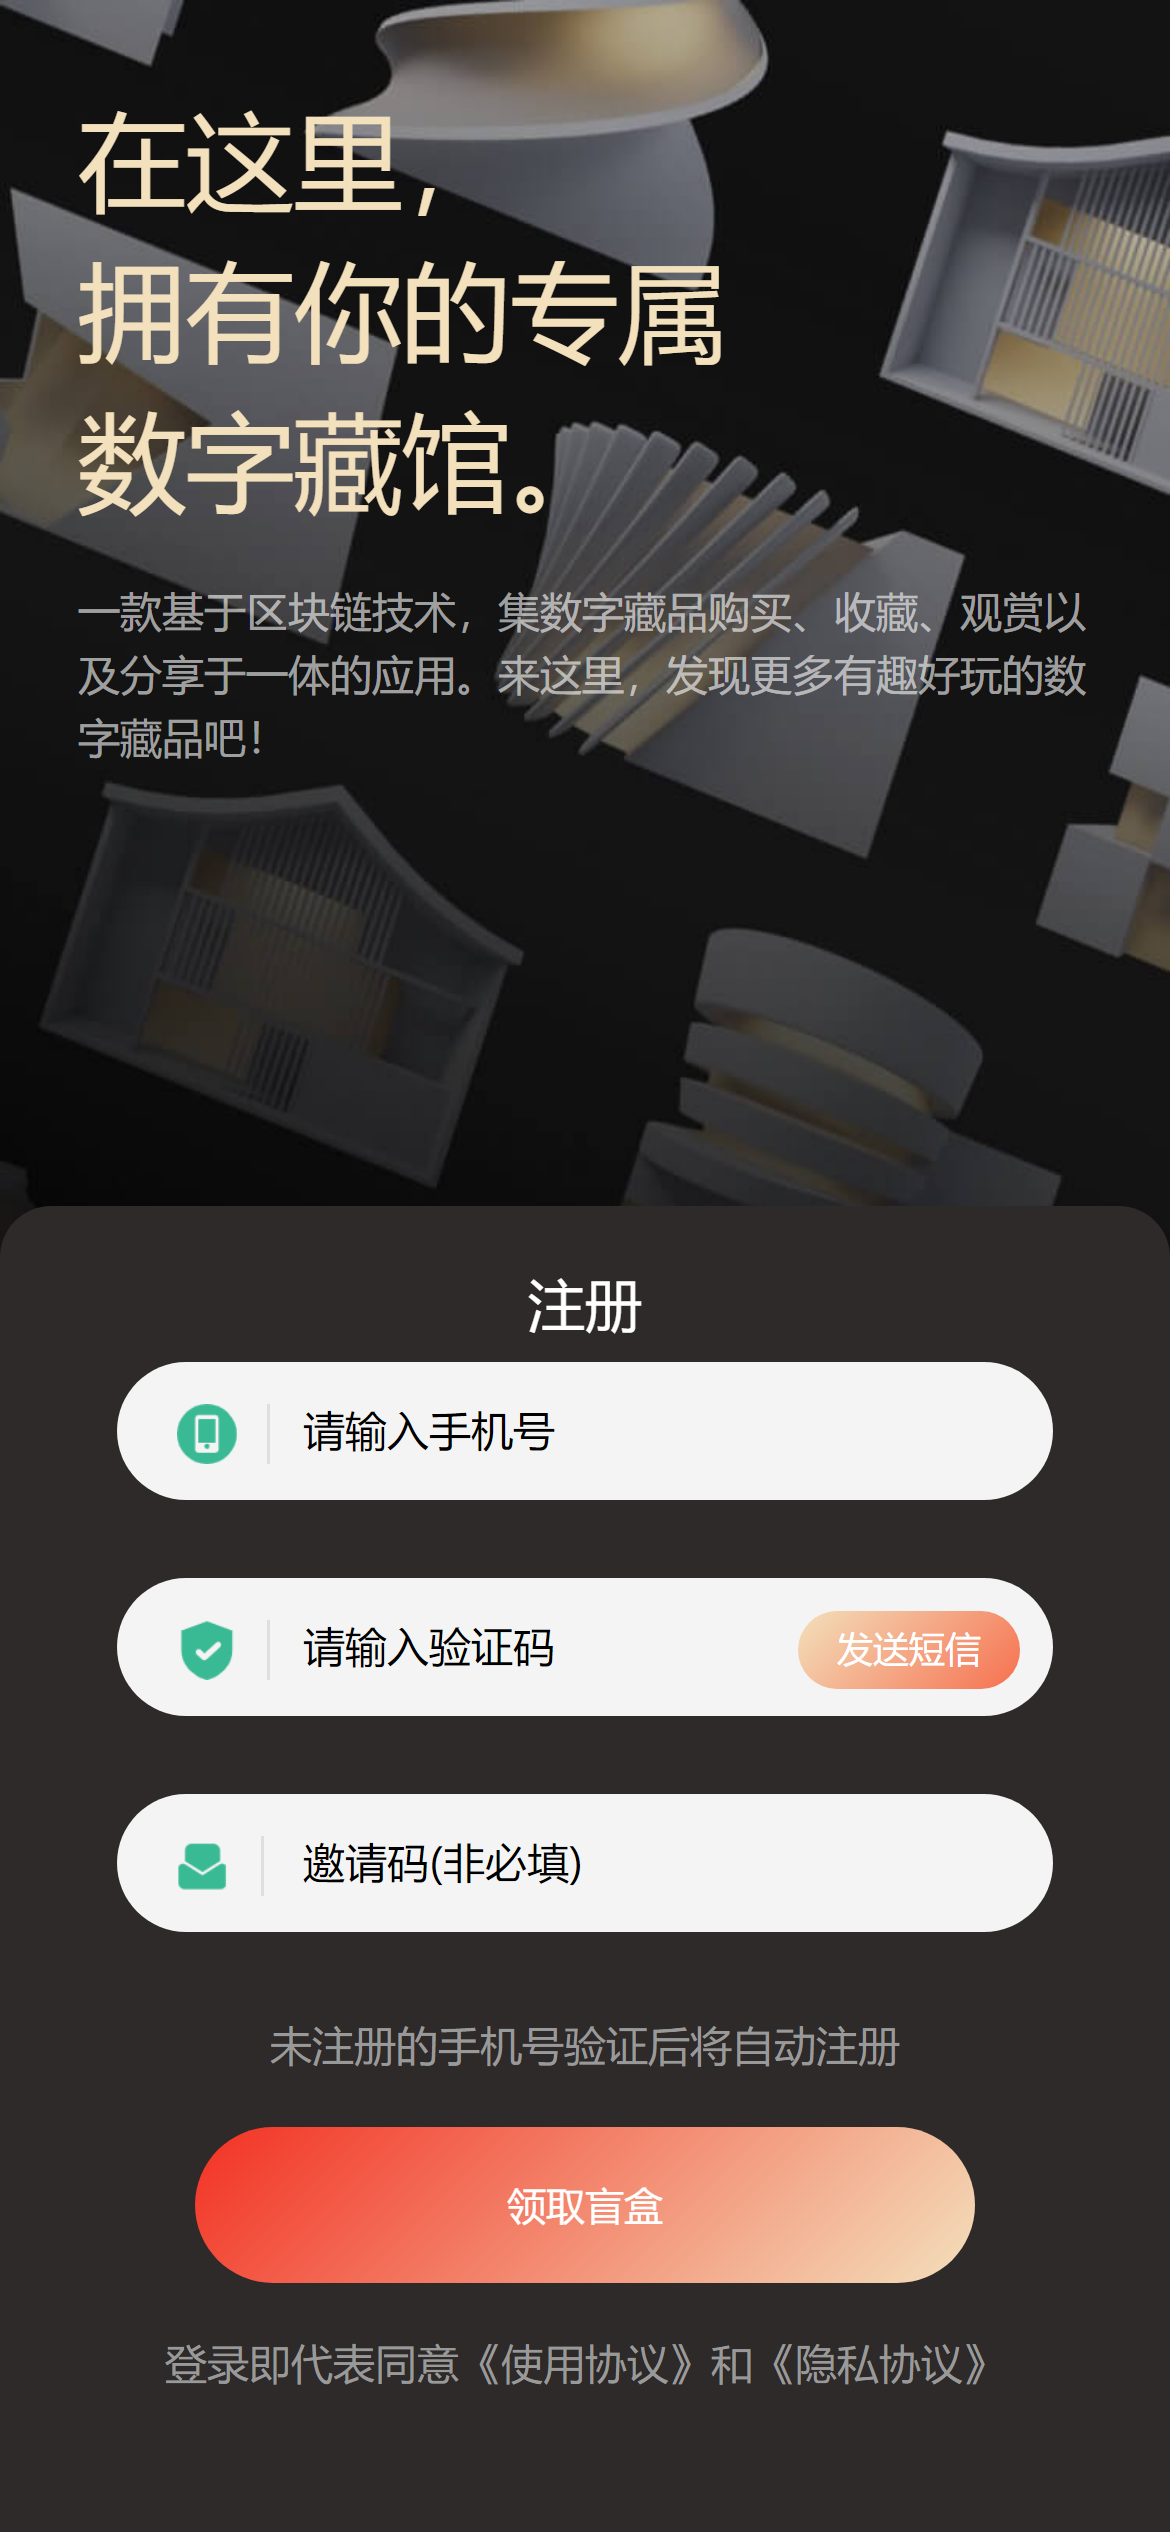 在这里，
拥有你的专属
数字藏馆。
一款基于区块链技术，集数字藏品购买、收藏、观赏以
及分享于一体的应用。来这里，发现更多有趣好玩的数
字藏品吧！
注册
请输入手机号
请输入验证码
发送短信
邀请码(非必填)
未注册的手机号验证后将自动注册
领取盲盒
登录即代表同意《使用协议》和《隐私协议》